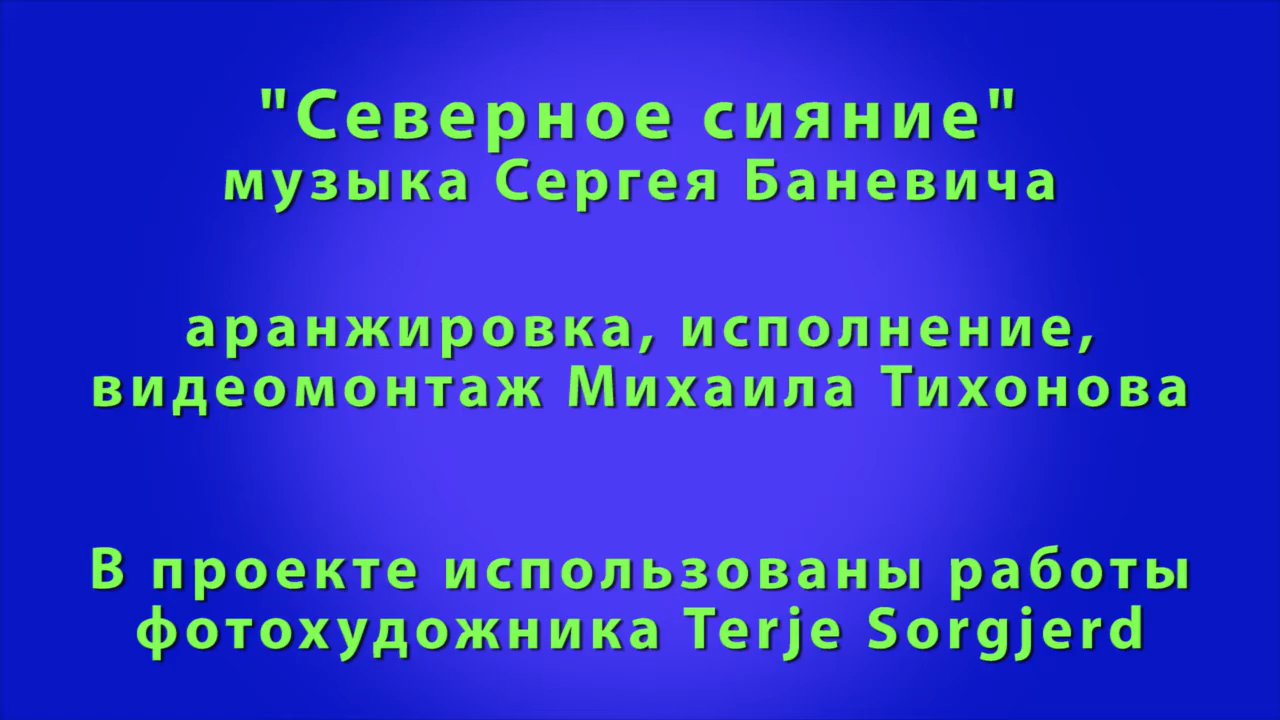 "Северное сияние"
музыка Сергея Баневича
аранжировка, исполнение,
видеомонтаж Михаила Тихонова
В проекте использованы работы
фотохудожника Terje Sorgjerd